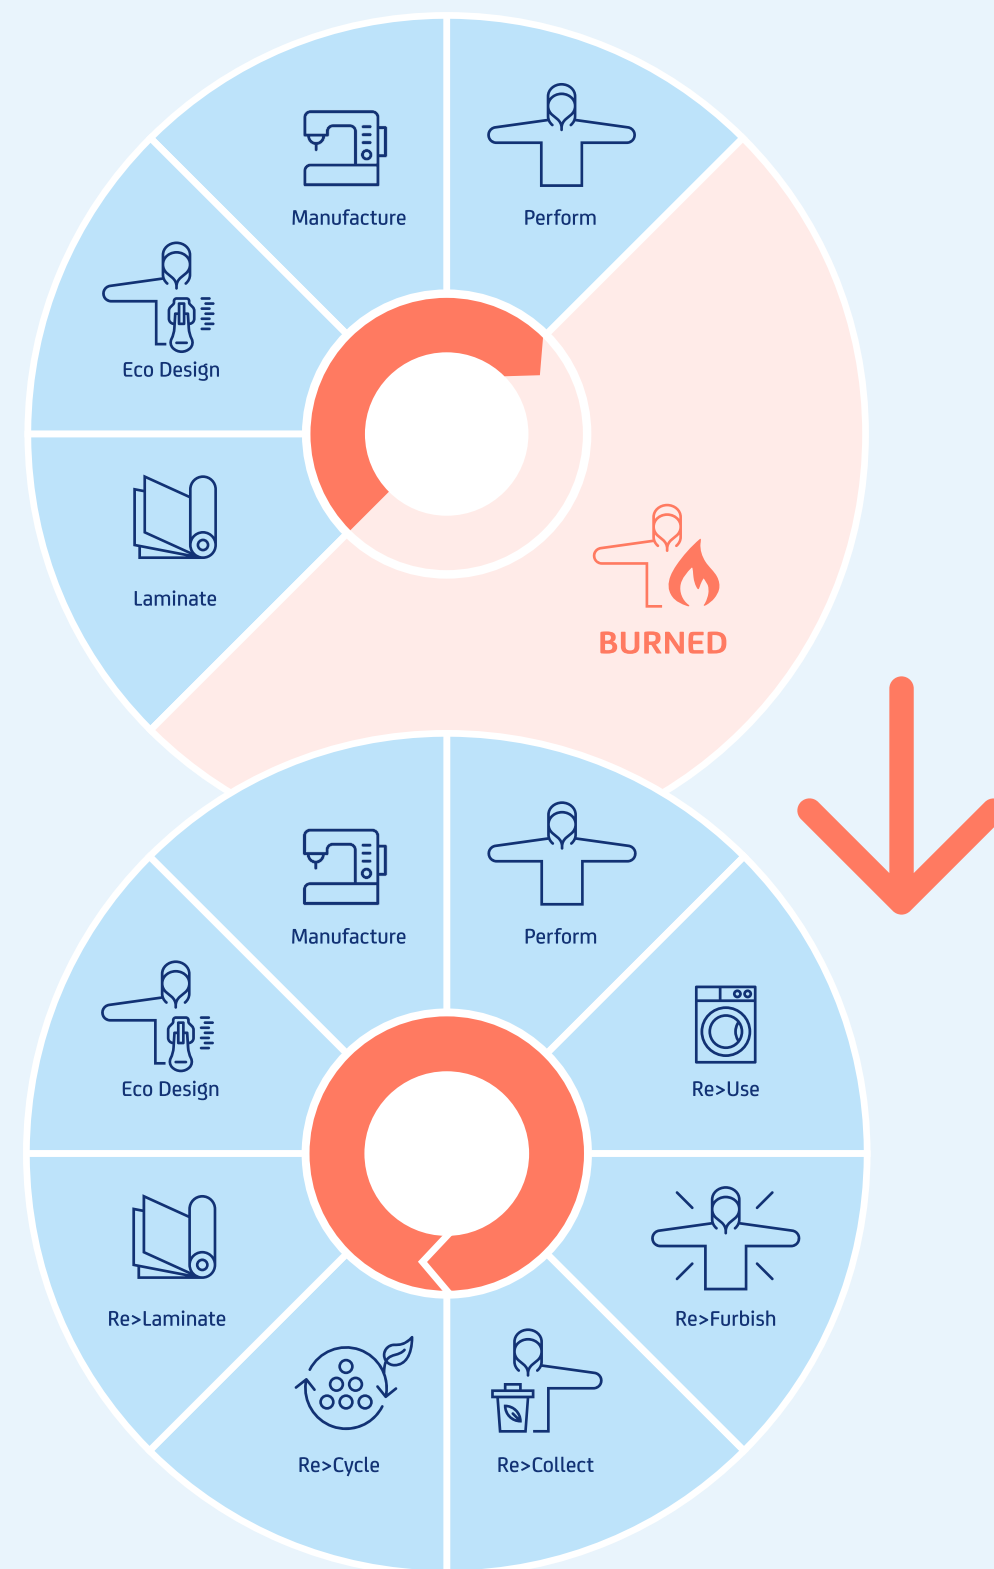 Manufacture
Perform
Eco Design
Laminate
BURNED
Manufacture
Perform
Eco Design
Re>Use
Re>Laminate
Re>Furbish
Re>Cycle
Re>Collect